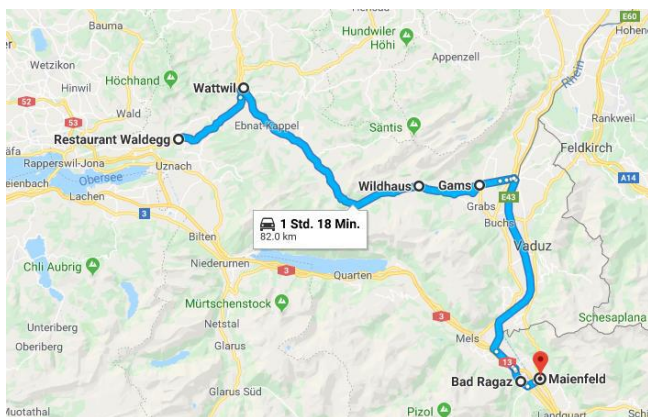 Bauma
Hundwiler
Höhi
E60
Hohen
Rhein
Wetzikon
Höchhand
Appenzell
Hinwil
Wattwil
S2
Wald
Rankweil
S3
Ebnat-Kappel
Säntis
Restaurant Waldegg
Feldkirch
Rapperswil-Jona
Uznach
Wildhaus
Gams
A14
Obersee
Lachen
Grabs
E43
3
Buchs
1 Std. 18 Min.
82.0 km
Bilten
Vaduz
Chli Aubrig
Niederurnen
3
Quarten
Mürtschenstock
3
Schesaplana
Unteriberg
Oberiberg
Netstal
Mels
Glarus
13
Bad Ragaz
Maienfeld
Glarus Süd
Pizol
Landquart
Muotathal